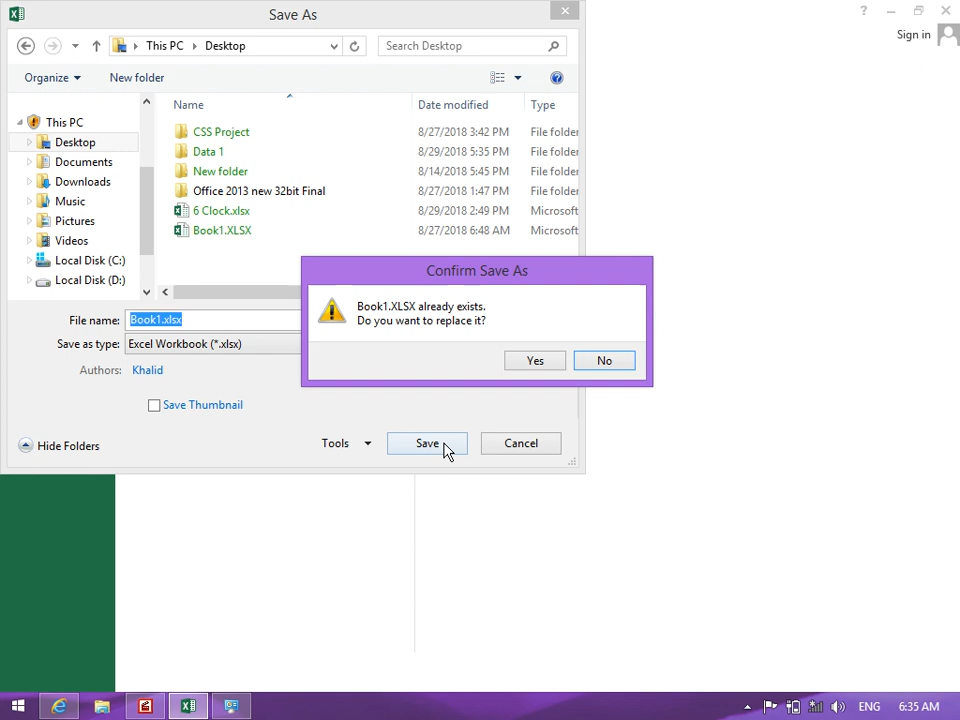 Save As
Sign in
This PC
Desktop
Search Desktop
Organize
New folder
Name
Date modified
Type
This PC
Desktop
Documents
Downloads
Music
Pictures
Videos
Local Disk (C:)
Local Disk (D:)
CSS Project 8/27/2018 3:42 PM File folder
Data 1 8/29/2018 5:35 PM File folder
New folder 8/14/2018 5:45 PM File folder
Office 2013 new 32bit Final 8/27/2018 1:47 PM File folder
6 Clock.xlsx 8/29/2018 2:49 PM Microsoft
Book1.XLSX 8/27/2018 6:48 AM Microsoft
Confirm Save As
Book1.XLSX already exists.
Do you want to replace it?
Yes
No
File name: Book1.xlsx
Save as type: Excel Workbook (*.xlsx)
Authors: Khalid
Save Thumbnail
Hide Folders
Tools
Save
Cancel
ENG
6:35 AM